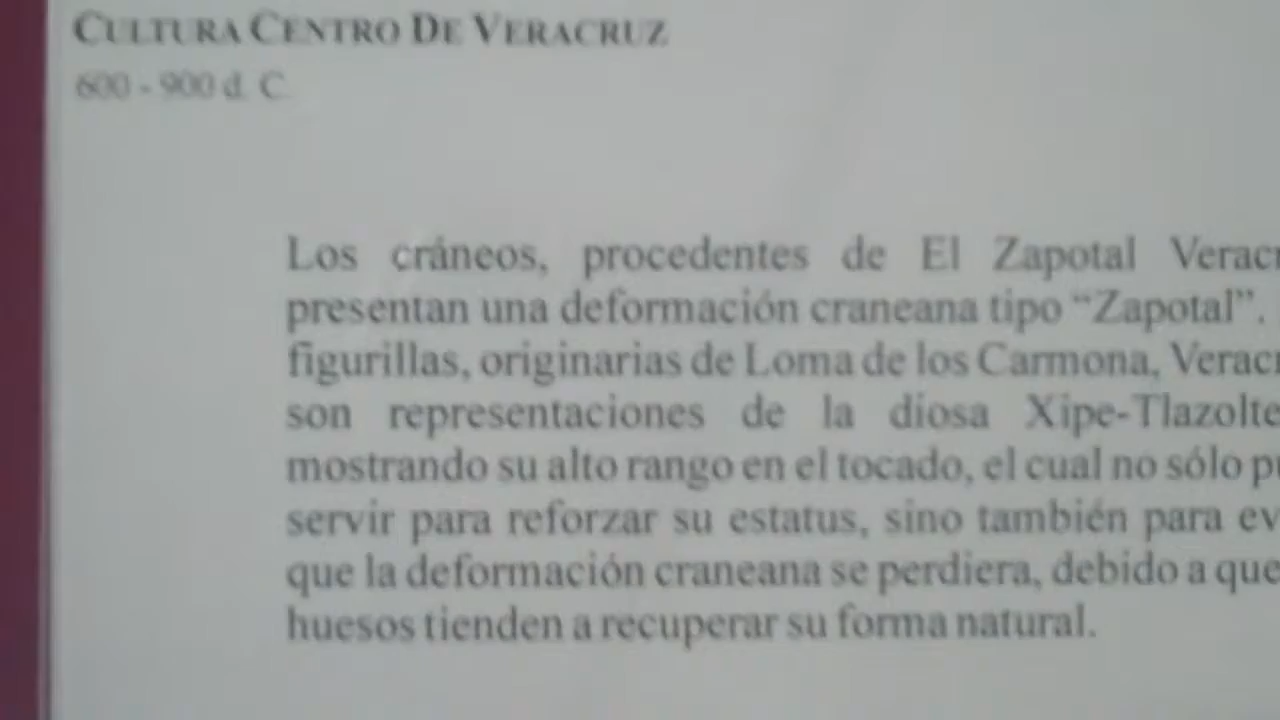 CULTURA CENTRO DE VERACRUZ
600 - 900 d. C.
Los cráneos, procedentes de El Zapotal
presentan una deformación craneana tipo “Zapotal”.
figurillas, originarias de Loma de los Carmona,
son representaciones de la diosa
mostrando su alto rango en el tocado, el cual no sólo
servir para reforzar su estatus, sino también para
que la deformación craneana se perdiera, debido a que
huesos tienden a recuperar su forma natural.